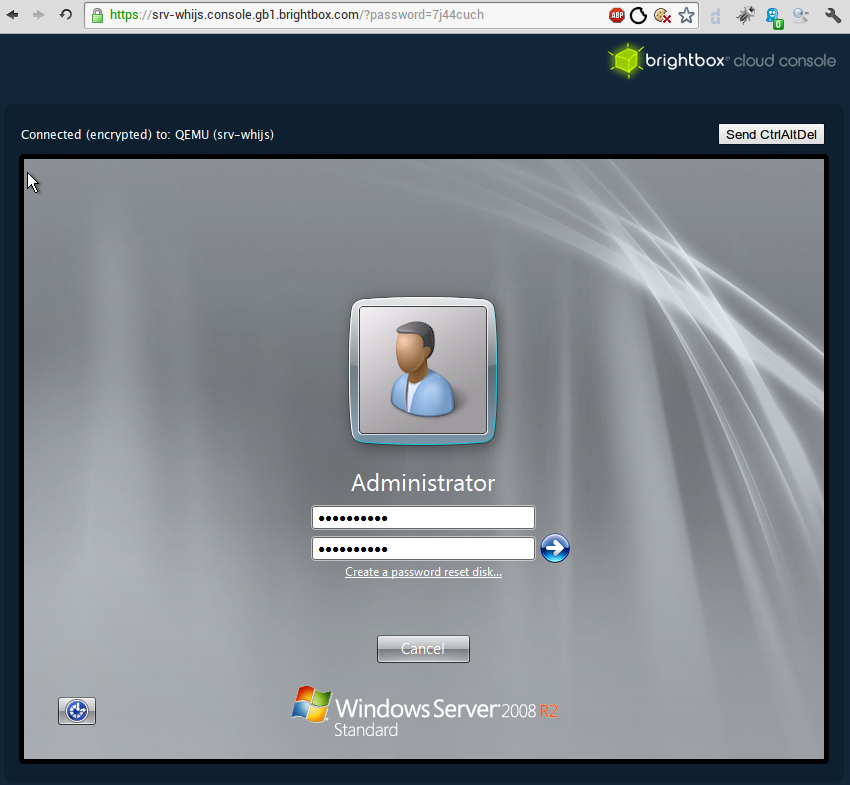 https://srv-whijs.console.gb1.brightbox.com/?password=7j44cuch
ABP
d
0
brightbox® cloud console
Connected (encrypted) to: QEMU (srv-whijs)
Send CtrlAltDel
Administrator
••••••••••
••••••••••
Create a password reset disk...
Cancel
Windows Server® 2008 R2
Standard